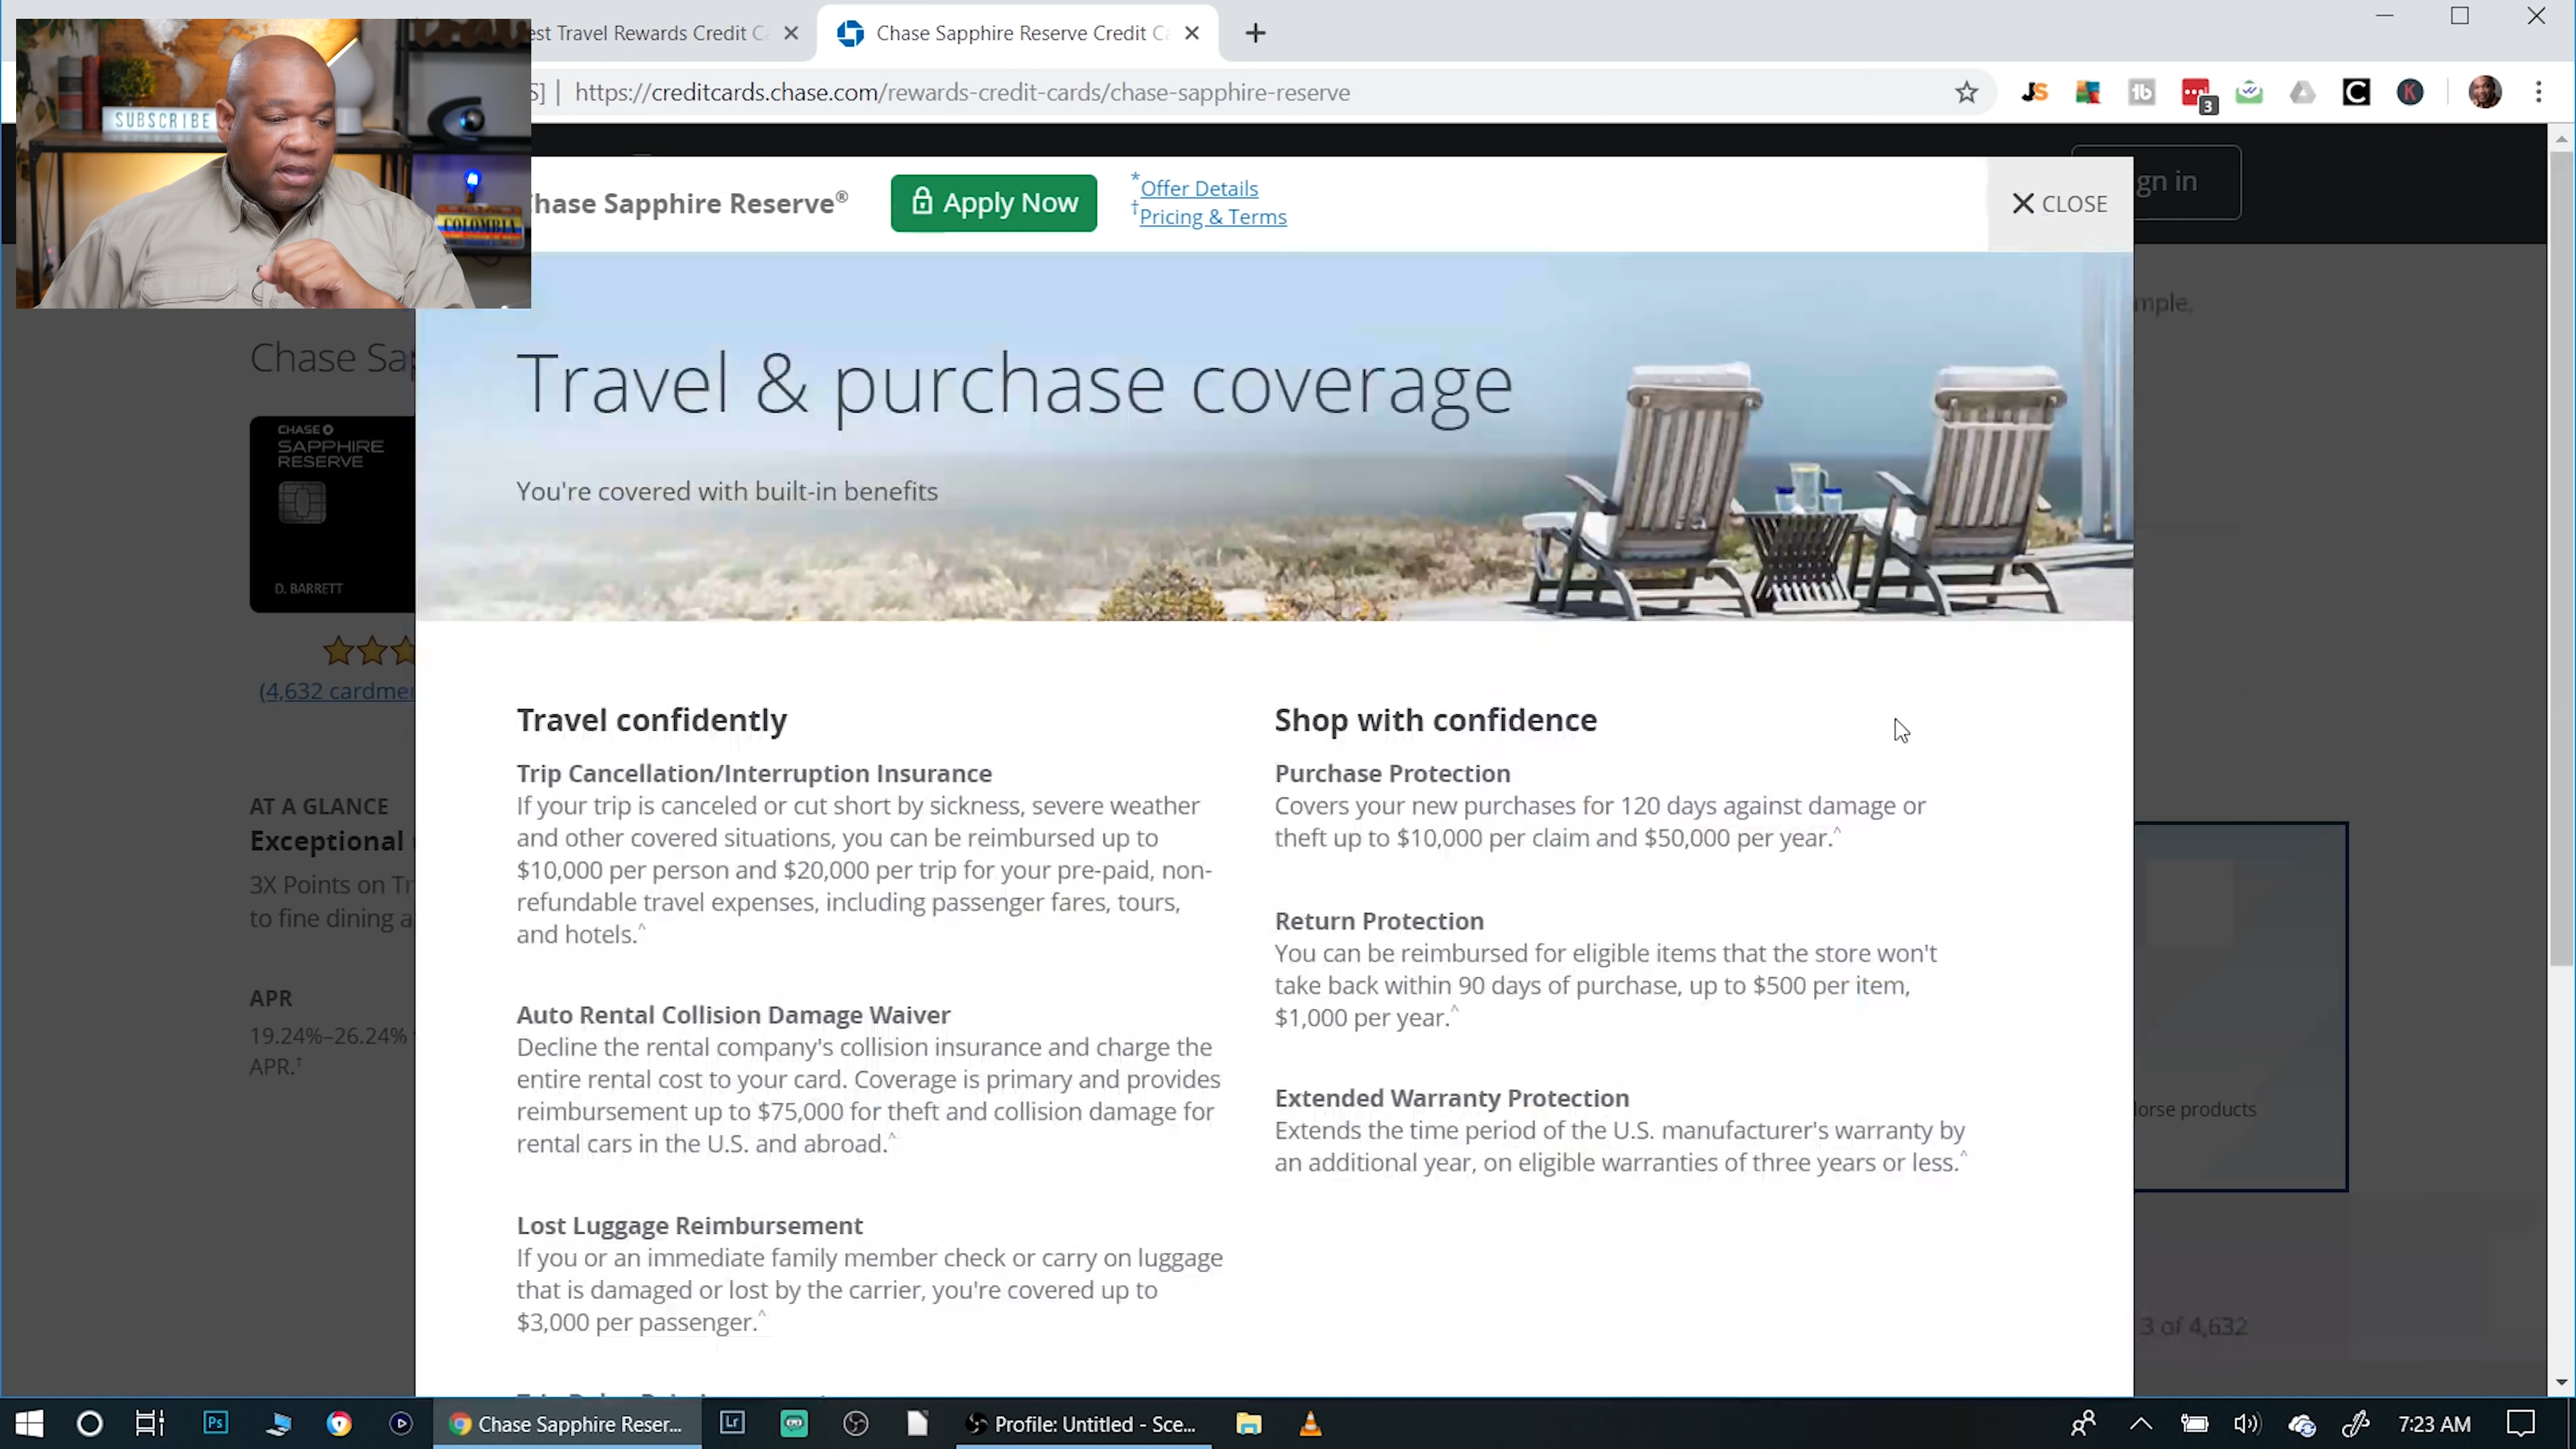 est Travel Rewards Credit C
Chase Sapphire Reserve Credit C
https://creditcards.chase.com/rewards-credit-cards/chase-sapphire-reserve
3
SUBSCRIBE
COLOMBIA
hase Sapphire Reserve®
Apply Now
*Offer Details
†Pricing & Terms
CLOSE
gn in
mple,
Travel & purchase coverage
You're covered with built-in benefits
Chase Sap
CHASE
SAPPHIRE
RESERVE
D. BARRETT
(4,632 cardmer
AT A GLANCE
Exceptional
3X Points on Tr
to fine dining a
APR
19.24%–26.24%
APR.†
Travel confidently
Trip Cancellation/Interruption Insurance
If your trip is canceled or cut short by sickness, severe weather
and other covered situations, you can be reimbursed up to
$10,000 per person and $20,000 per trip for your pre-paid, non-
refundable travel expenses, including passenger fares, tours,
and hotels.^
Auto Rental Collision Damage Waiver
Decline the rental company's collision insurance and charge the
entire rental cost to your card. Coverage is primary and provides
reimbursement up to $75,000 for theft and collision damage for
rental cars in the U.S. and abroad.^
Lost Luggage Reimbursement
If you or an immediate family member check or carry on luggage
that is damaged or lost by the carrier, you're covered up to
$3,000 per passenger.^
Shop with confidence
Purchase Protection
Covers your new purchases for 120 days against damage or
theft up to $10,000 per claim and $50,000 per year.^
Return Protection
You can be reimbursed for eligible items that the store won't
take back within 90 days of purchase, up to $500 per item,
$1,000 per year.^
Extended Warranty Protection
Extends the time period of the U.S. manufacturer's warranty by
an additional year, on eligible warranties of three years or less.^
lorse products
3 of 4,632
Ps
Chase Sapphire Reser...
Lr
Profile: Untitled - Sce...
7:23 AM